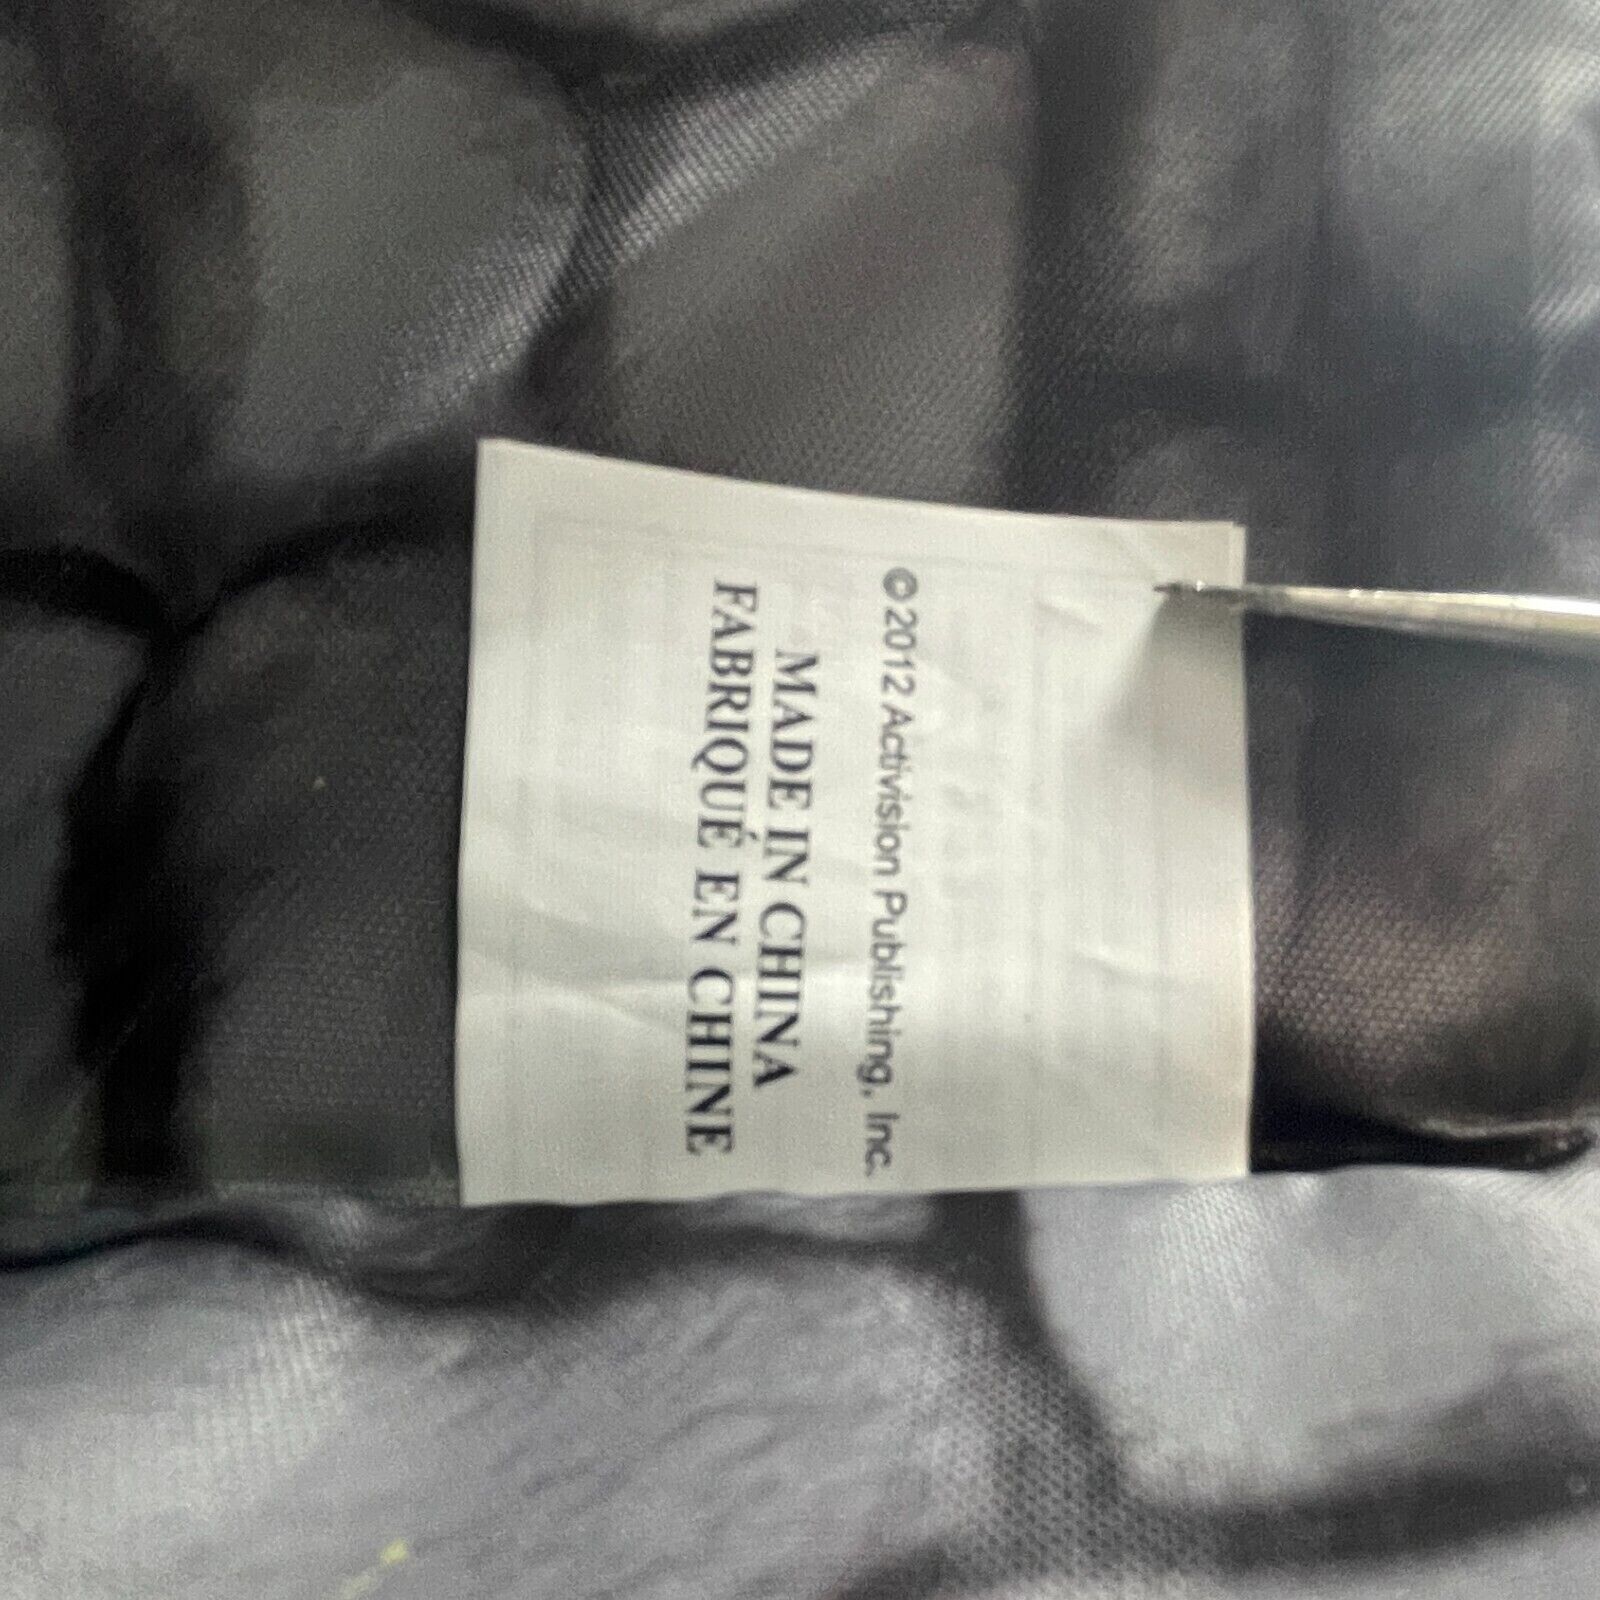 ©2012 Activision Publishing, Inc.
MADE IN CHINA
FABRIQUÉ EN CHINE